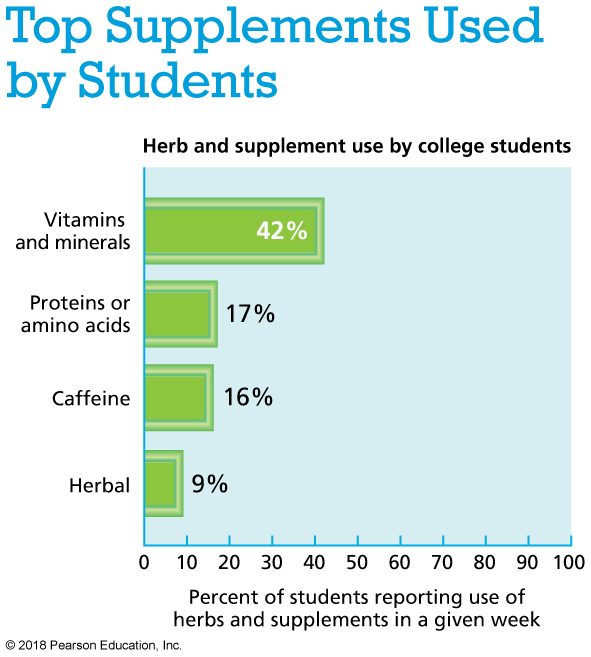 Top Supplements Used
by Students
Herb and supplement use by college students
Vitamins
and minerals
42%
Proteins or
amino acids
17%
Caffeine
16%
Herbal
9%
0 10 20 30 40 50 60 70 80 90 100
Percent of students reporting use of
herbs and supplements in a given week
© 2018 Pearson Education, Inc.